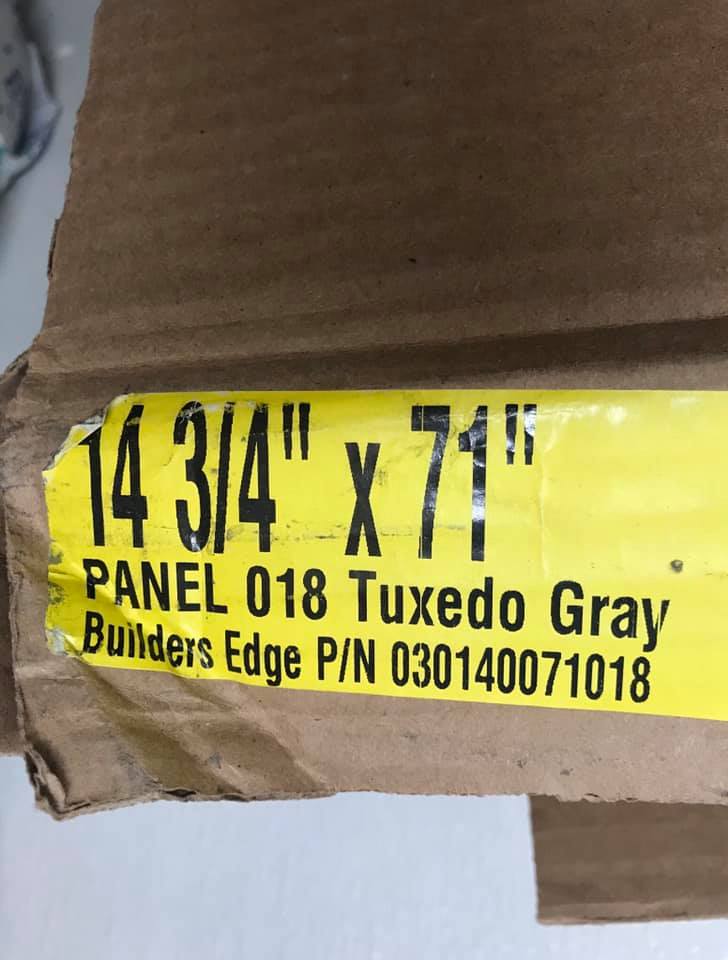 14 3/4" x 71"
PANEL 018 Tuxedo Gray
Builders Edge P/N 030140071018